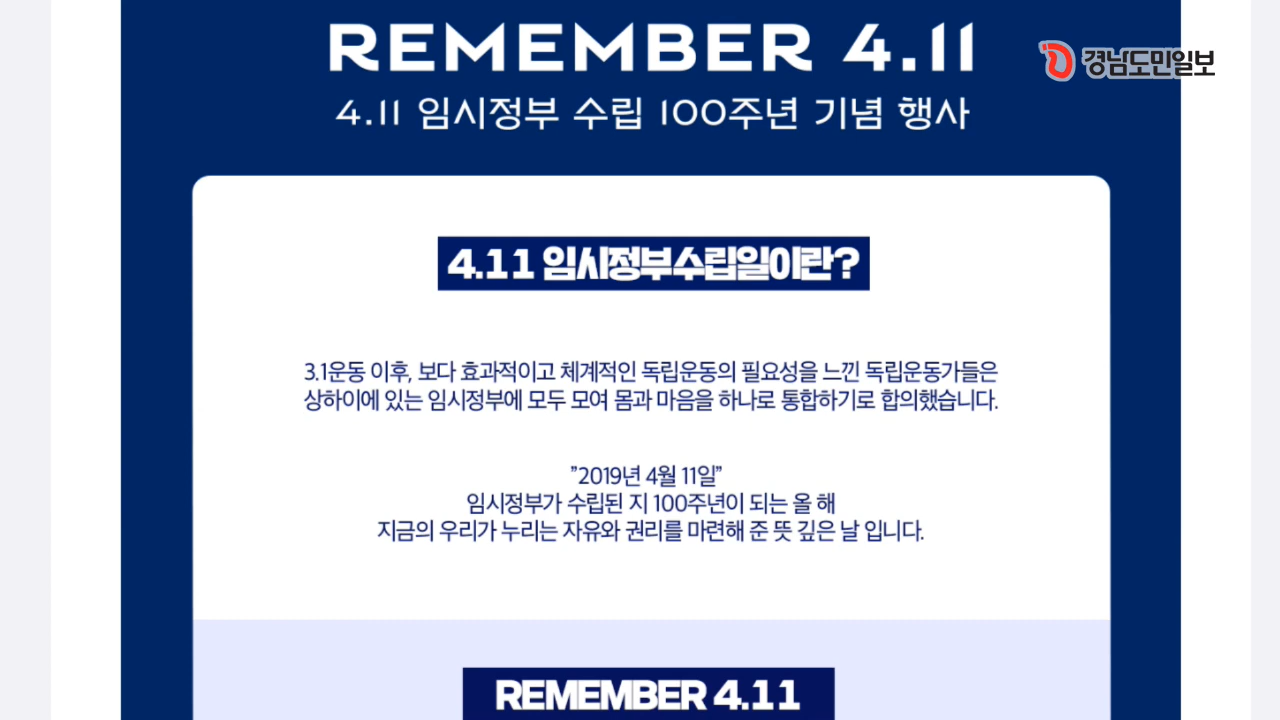 REMEMBER 4.11
경남도민일보
4.11 임시정부 수립 100주년 기념 행사
4.11 임시정부수립일이란?
3.1운동 이후, 보다 효과적이고 체계적인 독립운동의 필요성을 느낀 독립운동가들은
상하이에 있는 임시정부에 모두 모여 몸과 마음을 하나로 통합하기로 합의했습니다.
”2019년 4월 11일”
임시정부가 수립된 지 100주년이 되는 올 해
지금의 우리가 누리는 자유와 권리를 마련해 준 뜻 깊은 날 입니다.
REMEMBER 4.11